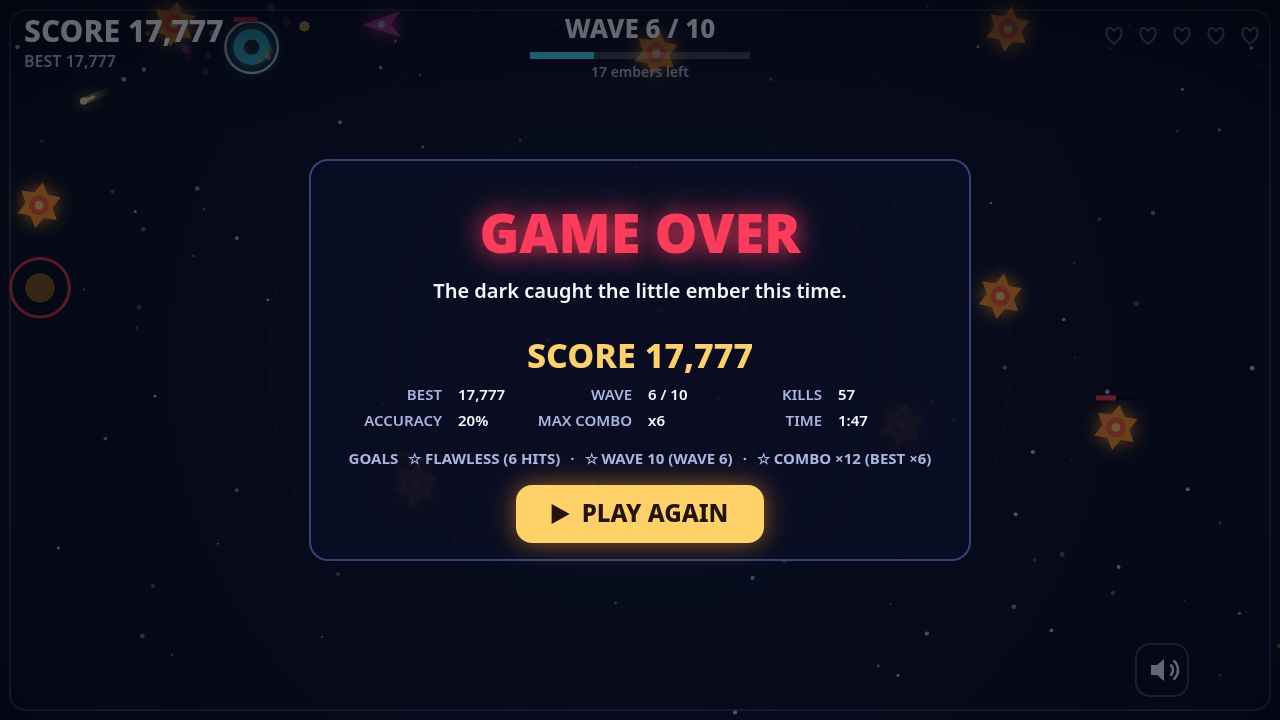 SCORE 17,777
BEST 17,777
WAVE 6 / 10
17 embers left
GAME OVER
The dark caught the little ember this time.
SCORE 17,777
BEST 17,777 WAVE 6 / 10 KILLS 57
ACCURACY 20% MAX COMBO x6 TIME 1:47
GOALS ☆ FLAWLESS (6 HITS) · ☆ WAVE 10 (WAVE 6) · ☆ COMBO ×12 (BEST ×6)
▶ PLAY AGAIN